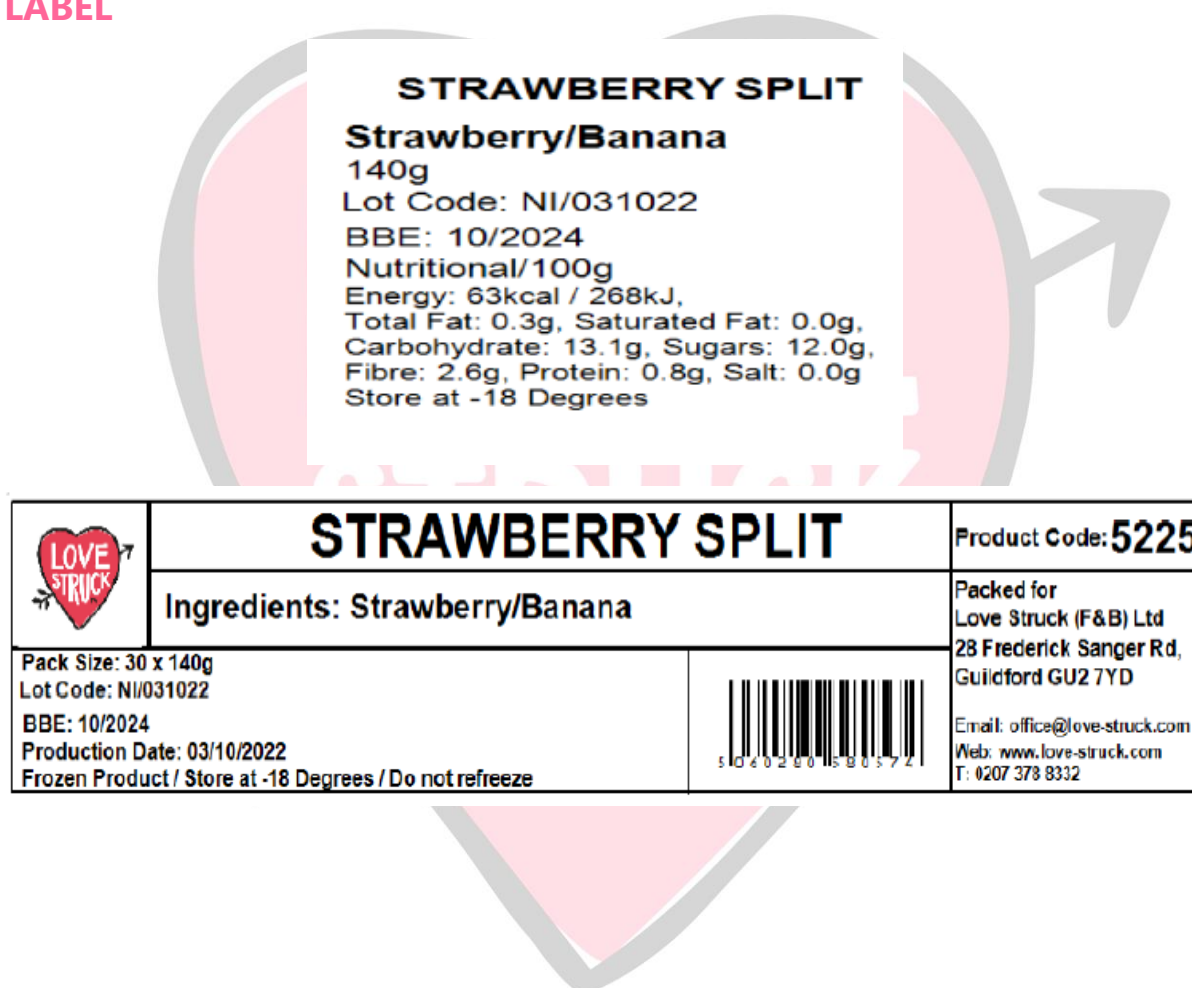 LABEL
STRAWBERRY SPLIT
Strawberry/Banana
140g
Lot Code: NI/031022
BBE: 10/2024
Nutritional/100g
Energy: 63kcal / 268kJ,
Total Fat: 0.3g, Saturated Fat: 0.0g,
Carbohydrate: 13.1g, Sugars: 12.0g,
Fibre: 2.6g, Protein: 0.8g, Salt: 0.0g
Store at -18 Degrees
LOVE
STRUCK
STRAWBERRY SPLIT
Ingredients: Strawberry/Banana
Product Code: 5225
Packed for
Love Struck (F&B) Ltd
28 Frederick Sanger Rd,
Guildford GU2 7YD
Email: office@love-struck.com
Web: www.love-struck.com
T: 0207 378 8332
Pack Size: 30 x 140g
Lot Code: NI/031022
BBE: 10/2024
Production Date: 03/10/2022
Frozen Product / Store at -18 Degrees / Do not refreeze
5 060280 580574